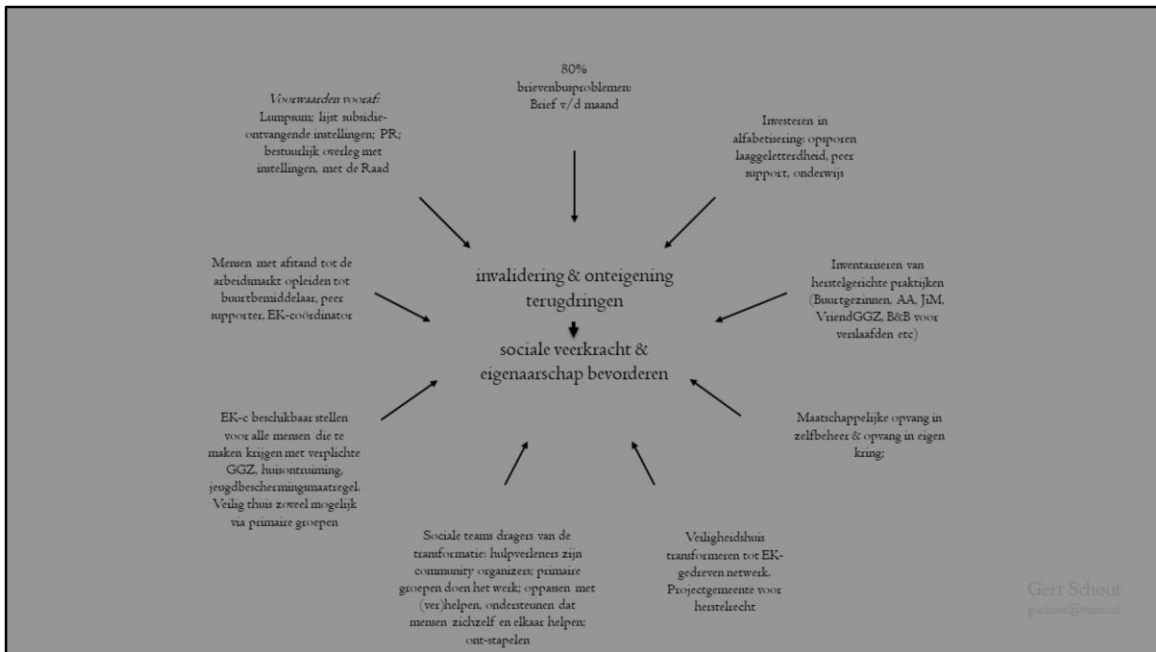 80%
brievenbusproblemen:
Brief v/d maand
Voorwaarden vooraf:
Lumpsum; lijst subsidie-
ontvangende instellingen; PR;
bestuurlijk overleg met
instellingen, met de Raad
Investeren in
alfabetisering: opsporen
laaggeletterdheid, peer
support, onderwijs
Mensen met afstand tot de
arbeidsmarkt opleiden tot
buurtbemiddelaar, peer
supporter, EK-coördinator
invalidering & onteigening
terugdringen
sociale veerkracht &
eigenaarschap bevorderen
Inventariseren van
herstelgerichte praktijken
(Buurtgezinnen, AA, JiM,
VriendGGZ, B&B voor
verslaafden etc)
EK-c beschikbaar stellen
voor alle mensen die te
maken krijgen met verplichte
GGZ, huisontruiming,
jeugdbeschermingsmaatregel.
Veilig thuis zoveel mogelijk
via primaire groepen
Maatschappelijke opvang in
zelfbeheer & opvang in eigen
kring;
Sociale teams dragers van de
transformatie: hulpverleners zijn
community organizers; primaire
groepen doen het werk; oppassen met
(ver)helpen, ondersteunen dat
mensen zichzelf en elkaar helpen;
ont-stapelen
Veiligheidshuis
transformeren tot EK-
gedreven netwerk.
Projectgemeente voor
herstelrecht
Gert Schout